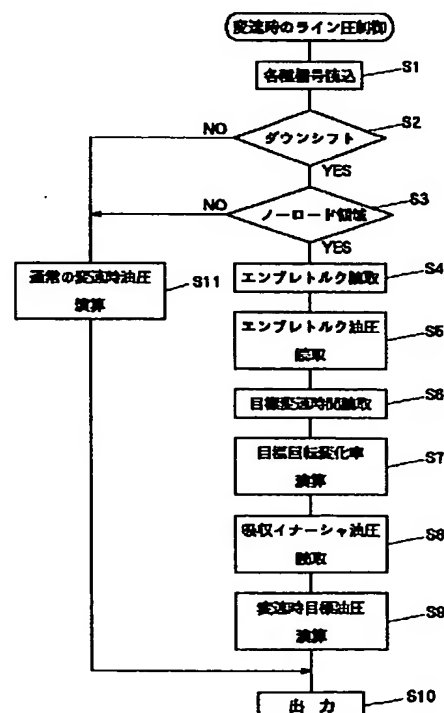 変速時のライン圧制御
各種信号読込
S1
ダウンシフト
S2
NO
YES
ノーロード領域
S3
NO
YES
通常の変速時油圧
演算
S11
エンブレトルク読取
S4
エンブレトルク油圧
読取
S5
目標変速時間読取
S6
目標回転変化率
演算
S7
吸収イナーシャ油圧
読取
S8
変速時目標油圧
演算
S9
出 力
S10